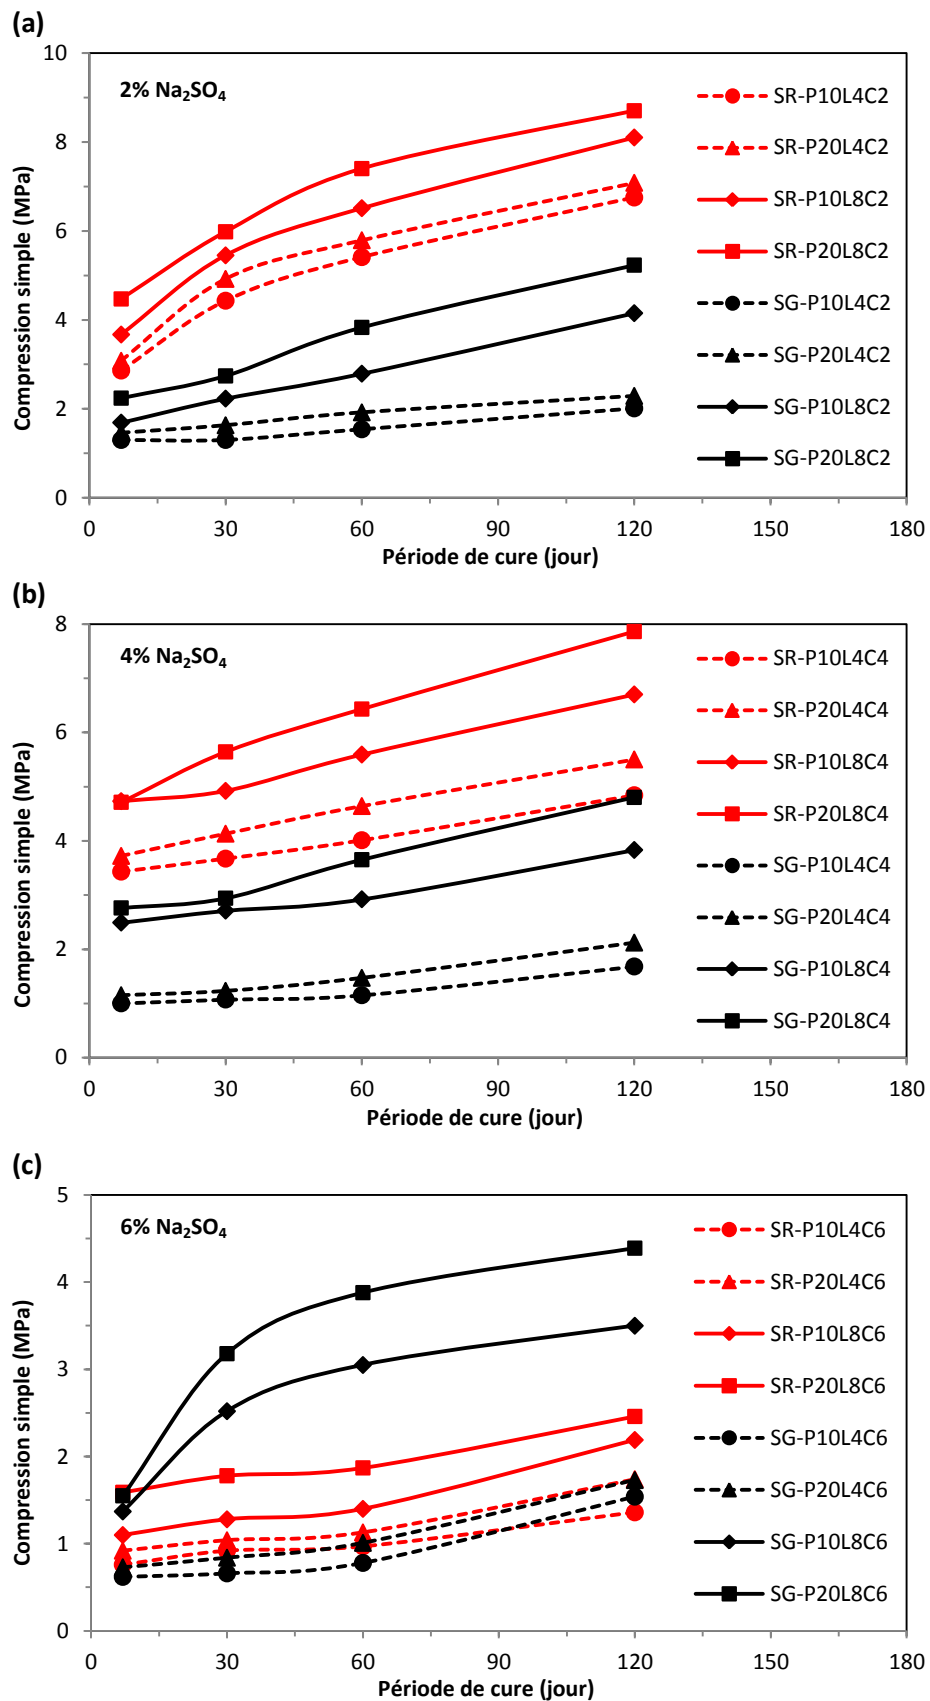 (a)
10
8
6
4
2
0
Compression simple (MPa)
2% Na₂SO₄
SR-P10L4C2
SR-P20L4C2
SR-P10L8C2
SR-P20L8C2
SG-P10L4C2
SG-P20L4C2
SG-P10L8C2
SG-P20L8C2
0 30 60 90 120 150 180
Période de cure (jour)
(b)
8
6
4
2
0
Compression simple (MPa)
4% Na₂SO₄
SR-P10L4C4
SR-P20L4C4
SR-P10L8C4
SR-P20L8C4
SG-P10L4C4
SG-P20L4C4
SG-P10L8C4
SG-P20L8C4
0 30 60 90 120 150 180
Période de cure (jour)
(c)
5
4
3
2
1
0
Compression simple (MPa)
6% Na₂SO₄
SR-P10L4C6
SR-P20L4C6
SR-P10L8C6
SR-P20L8C6
SG-P10L4C6
SG-P20L4C6
SG-P10L8C6
SG-P20L8C6
0 30 60 90 120 150 180
Période de cure (jour)